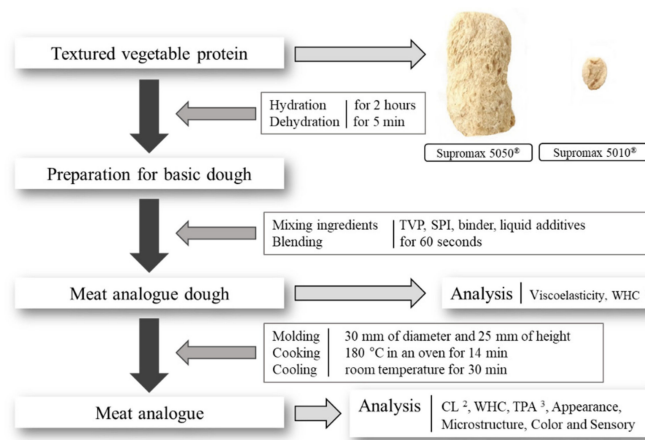 Textured vegetable protein
Hydration for 2 hours
Dehydration for 5 min
Supromax 5050® Supromax 5010®
Preparation for basic dough
Mixing ingredients TVP, SPI, binder, liquid additives
Blending for 60 seconds
Meat analogue dough
Analysis Viscoelasticity, WHC
Molding 30 mm of diameter and 25 mm of height
Cooking 180 °C in an oven for 14 min
Cooling room temperature for 30 min
Meat analogue
Analysis CL ², WHC, TPA ³, Appearance,
Microstructure, Color and Sensory